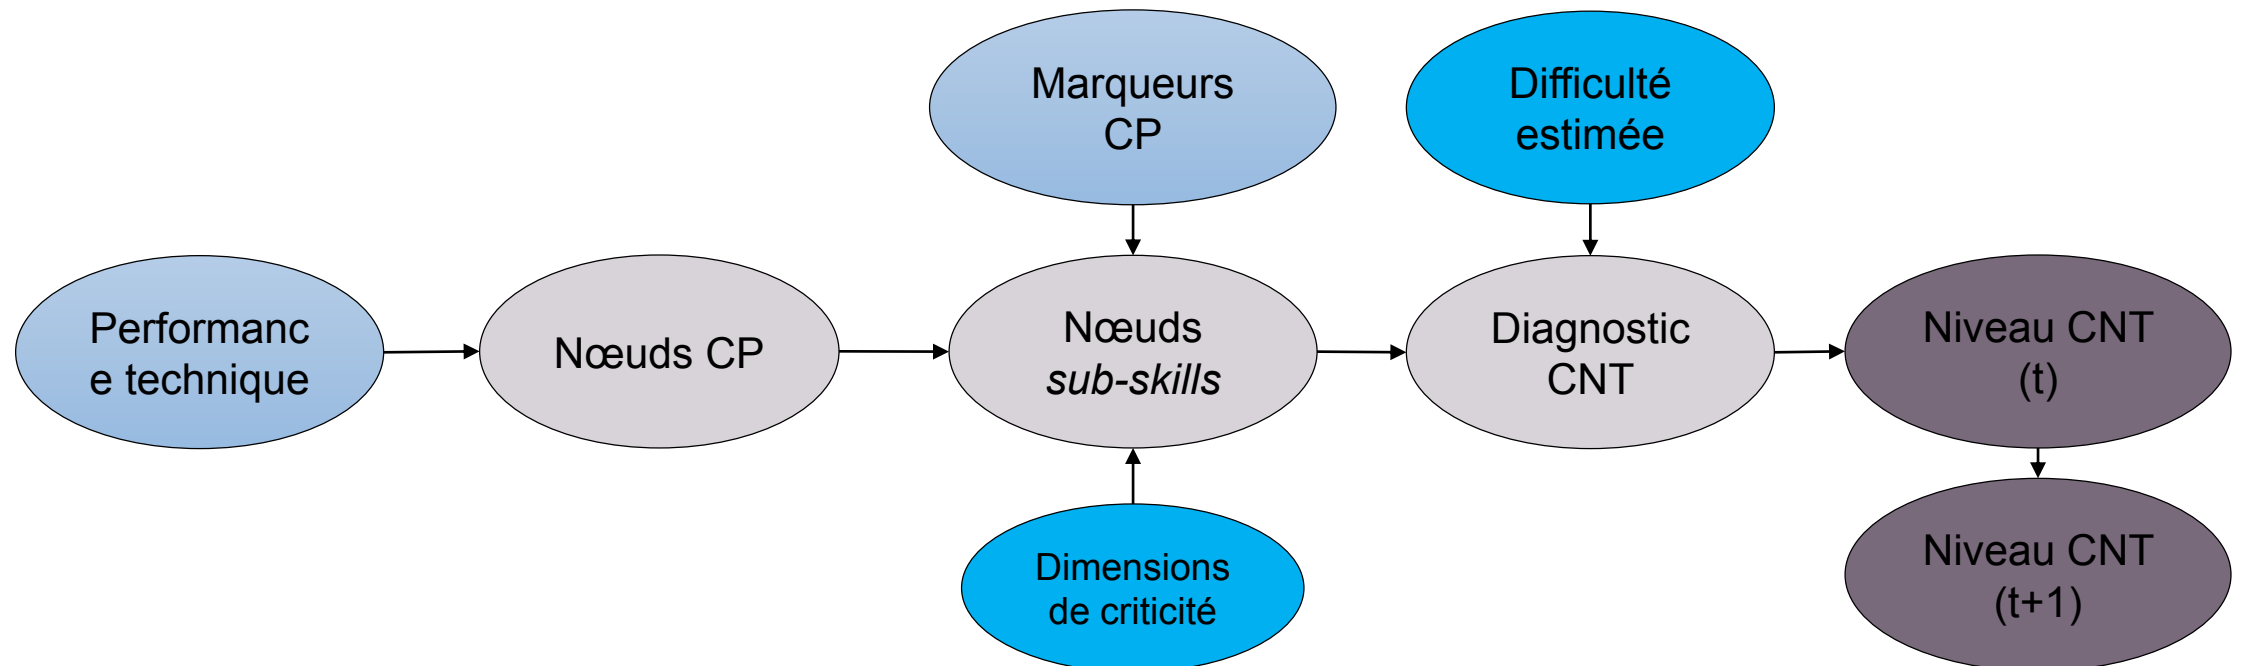 Marqueurs
CP
Difficulté
estimée
Performanc
e technique
Nœuds CP
Nœuds
sub-skills
Diagnostic
CNT
Niveau CNT
(t)
Dimensions
de criticité
Niveau CNT
(t+1)